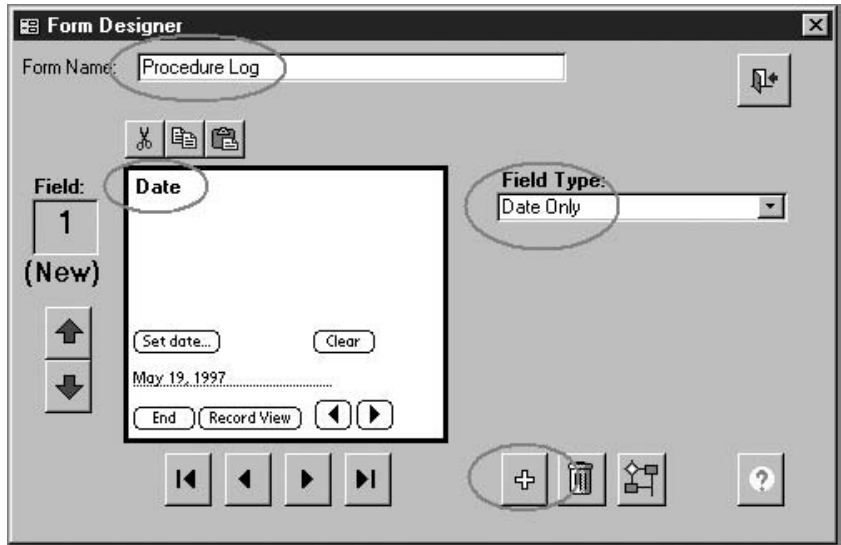 Form Designer
Form Name: Procedure Log
Field:
1
(New)
Date
Set date... Clear
May 19, 1997
End Record View
Field Type:
Date Only
?